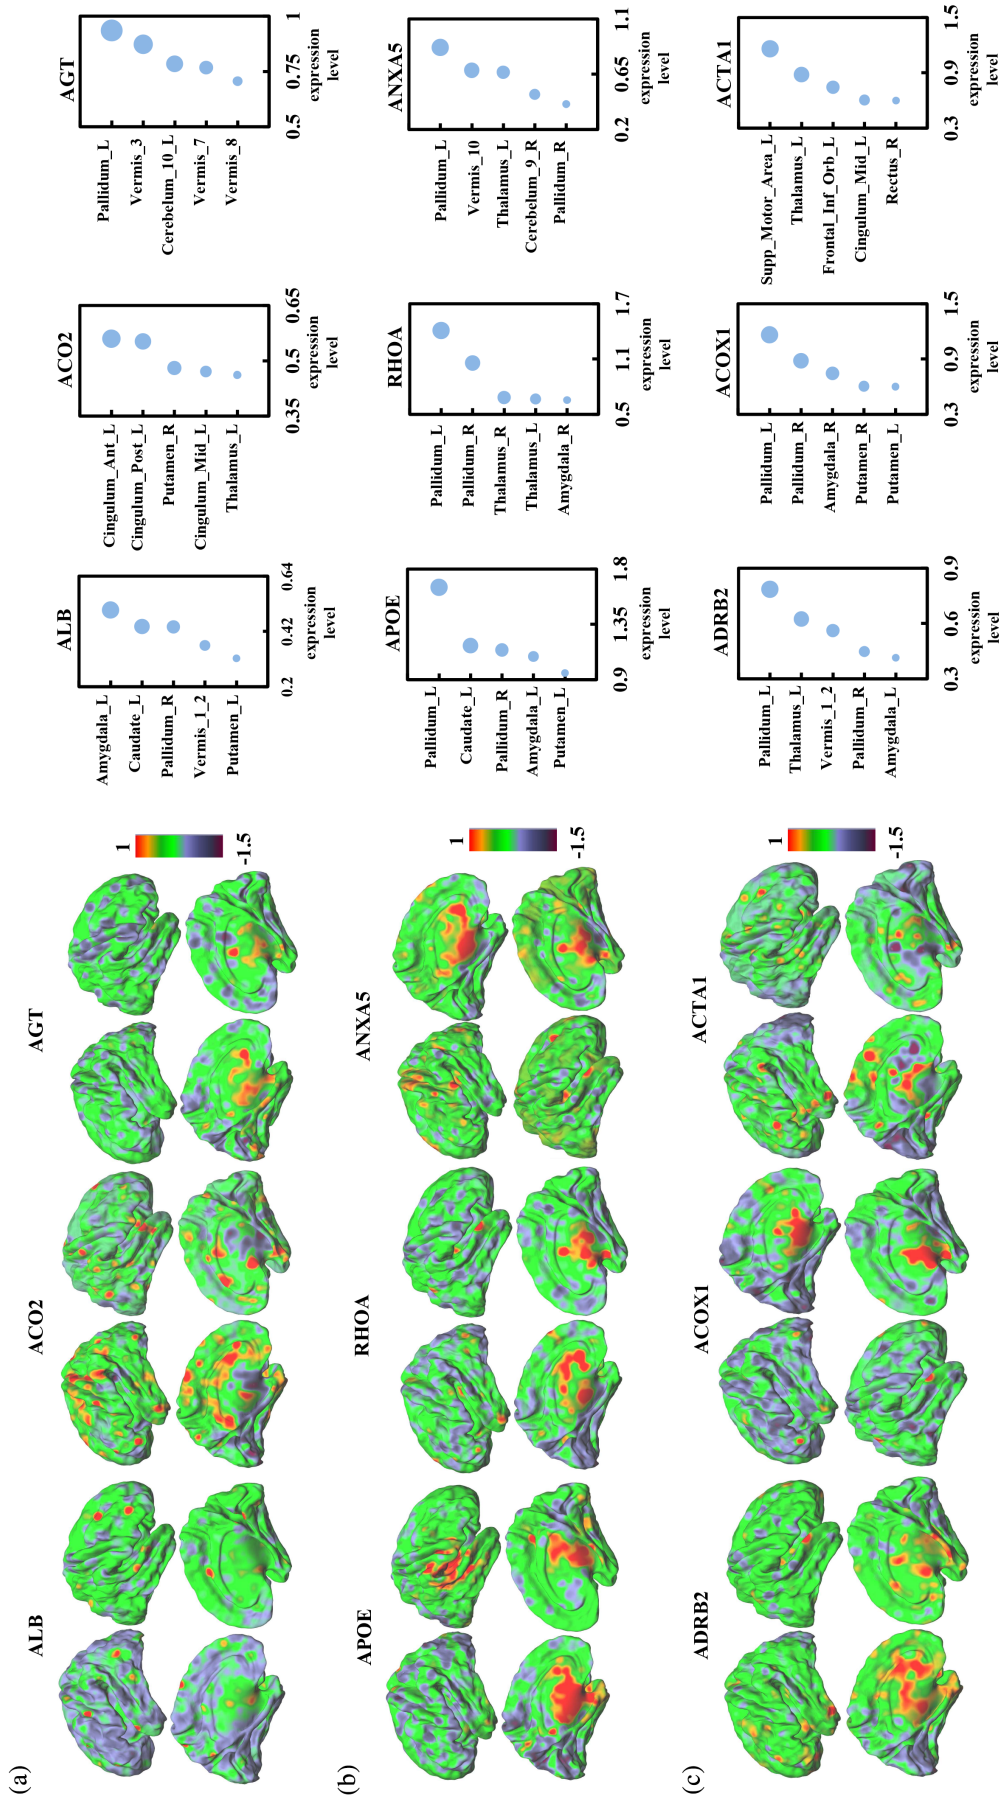 (a)
ALB
ACO2
AGT
1
-1.5
ALB
Amygdala_L
Caudate_L
Pallidum_R
Vermis_1_2
Putamen_L
0.2
0.42
0.64
expression
level
ACO2
Cingulum_Ant_L
Cingulum_Post_L
Putamen_R
Cingulum_Mid_L
Thalamus_L
0.35
0.5
0.65
expression
level
AGT
Pallidum_L
Vermis_3
Cerebelum_10_L
Vermis_7
Vermis_8
0.5
0.75
1
expression
level
(b)
APOE
RHOA
ANXA5
1
-1.5
APOE
Pallidum_L
Caudate_L
Pallidum_R
Amygdala_L
Putamen_L
0.9
1.35
1.8
expression
level
RHOA
Pallidum_L
Pallidum_R
Thalamus_R
Thalamus_L
Amygdala_R
0.5
1.1
1.7
expression
level
ANXA5
Pallidum_L
Vermis_10
Thalamus_L
Cerebelum_9_R
Pallidum_R
0.2
0.65
1.1
expression
level
(c)
ADRB2
ACOX1
ACTA1
1
-1.5
ADRB2
Pallidum_L
Thalamus_L
Vermis_1_2
Pallidum_R
Amygdala_L
0.3
0.6
0.9
expression
level
ACOX1
Pallidum_L
Pallidum_R
Amygdala_R
Putamen_R
Putamen_L
0.3
0.9
1.5
expression
level
ACTA1
Supp_Motor_Area_L
Thalamus_L
Frontal_Inf_Orb_L
Cingulum_Mid_L
Rectus_R
0.3
0.9
1.5
expression
level